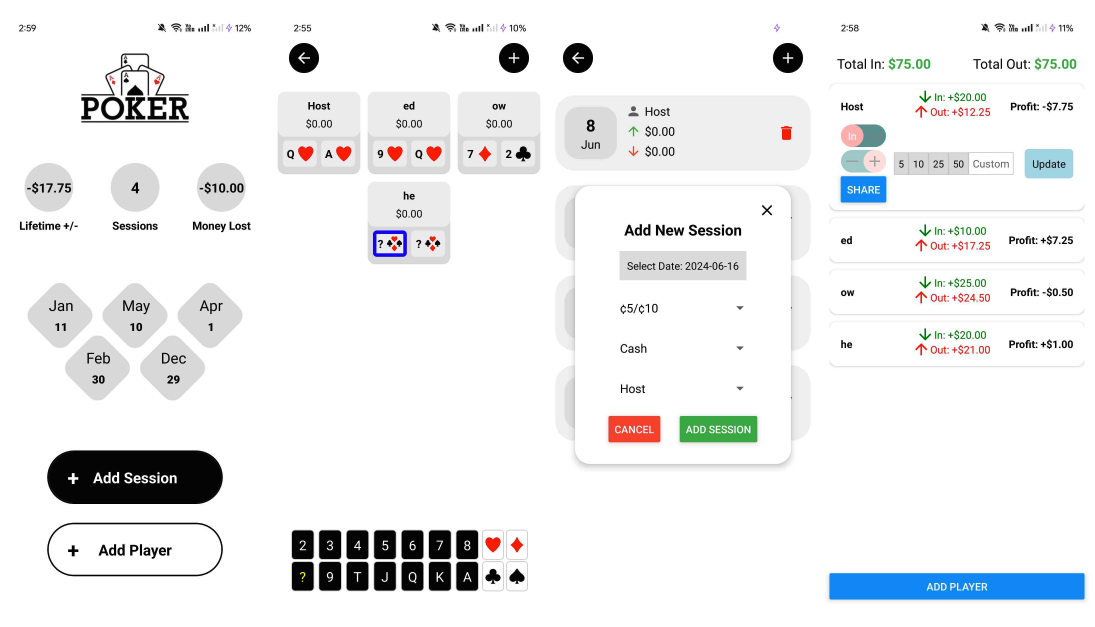 2:59
12%
POKER
-$17.75
4
-$10.00
Lifetime +/-
Sessions
Money Lost
Jan
11
May
10
Apr
1
Feb
30
Dec
29
+ Add Session
+ Add Player
2:55
10%
Host
$0.00
Q A
ed
$0.00
9 Q
ow
$0.00
7 2
he
$0.00
? ?
2 3 4 5 6 7 8
? 9 T J Q K A
8
Jun
Host
$0.00
$0.00
Add New Session
Select Date: 2024-06-16
¢5/¢10
Cash
Host
CANCEL
ADD SESSION
2:58
11%
Total In: $75.00
Total Out: $75.00
Host
In: +$20.00
Out: +$12.25
Profit: -$7.75
In
5 10 25 50 Custom
Update
SHARE
ed
In: +$10.00
Out: +$17.25
Profit: +$7.25
ow
In: +$25.00
Out: +$24.50
Profit: -$0.50
he
In: +$20.00
Out: +$21.00
Profit: +$1.00
ADD PLAYER